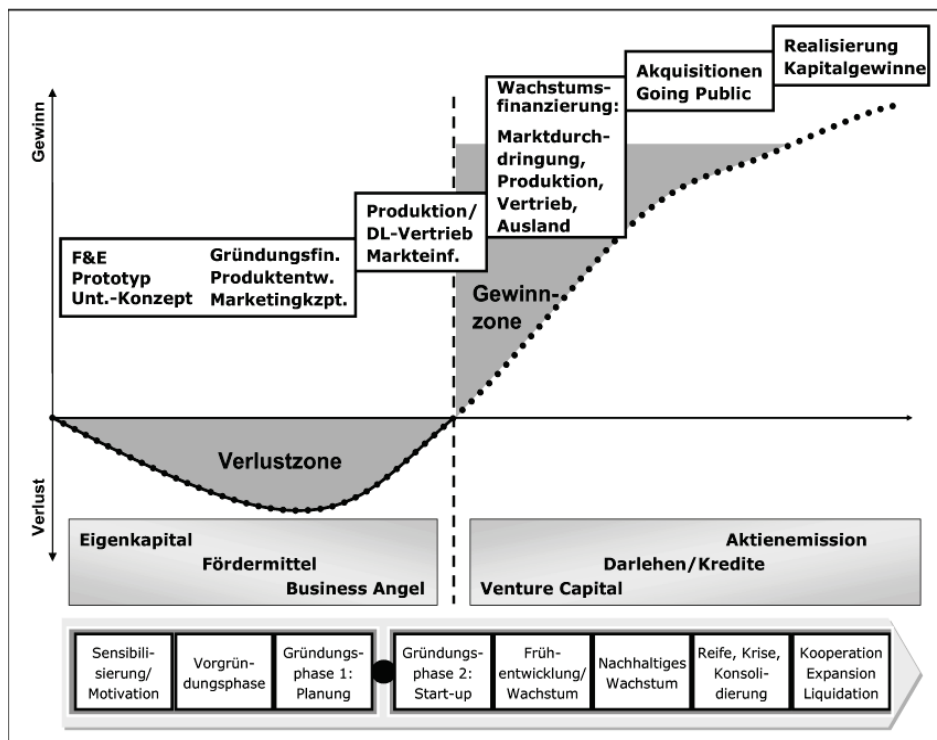 Realisierung
Kapitalgewinne
Akquisitionen
Going Public
Wachstums-
finanzierung:
Marktdurch-
dringung,
Produktion,
Vertrieb,
Ausland
Produktion/
DL-Vertrieb
Markteinf.
F&E
Prototyp
Unt.-Konzept
Gründungsfin.
Produktentw.
Marketingkzpt.
Gewinn
Gewinn-
zone
Verlustzone
Verlust
Eigenkapital
Fördermittel
Business Angel
Aktienemission
Darlehen/Kredite
Venture Capital
Sensibili-
sierung/
Motivation
Vorgrün-
dungsphase
Gründungs-
phase 1:
Planung
Gründungs-
phase 2:
Start-up
Früh-
entwicklung/
Wachstum
Nachhaltiges
Wachstum
Reife, Krise,
Konsoli-
dierung
Kooperation
Expansion
Liquidation